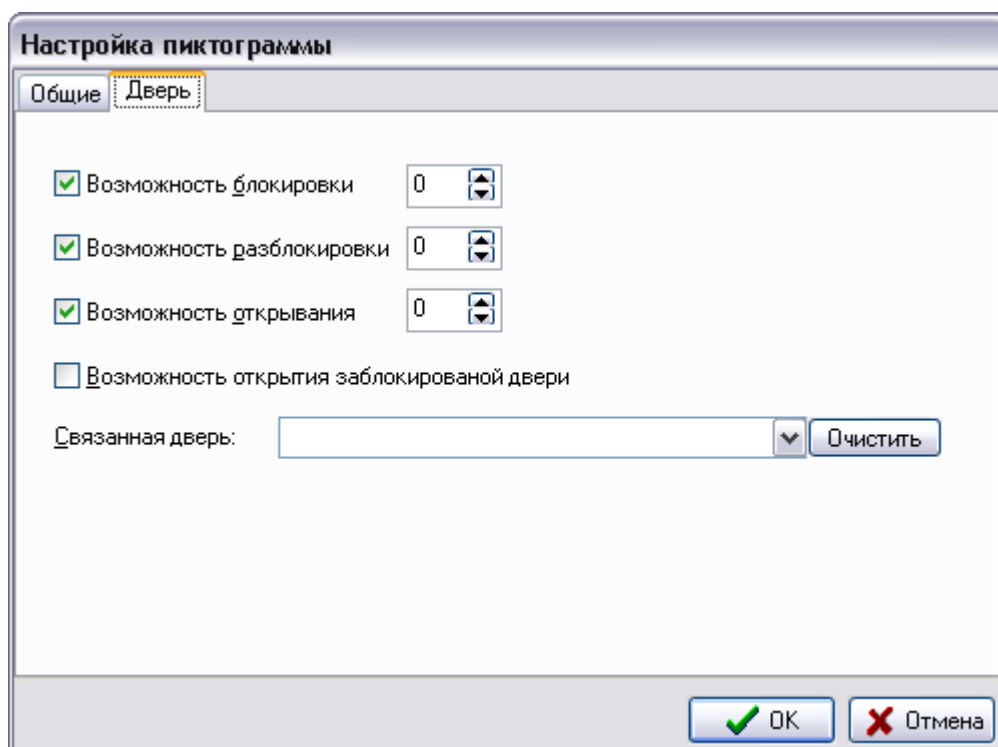 Настройка пиктограммы
Общие Дверь
Возможность блокировки 0
Возможность разблокировки 0
Возможность открывания 0
Возможность открытия заблокированой двери
Связанная дверь: Очистить
OK Отмена